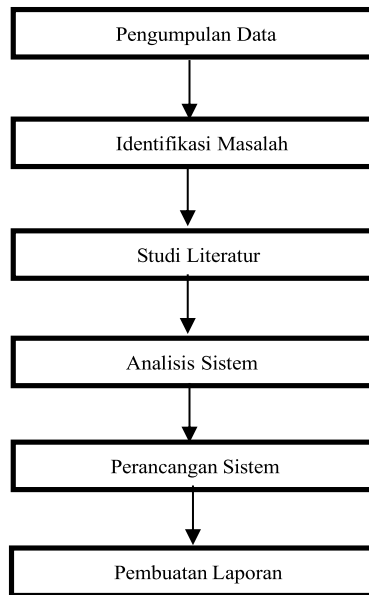 Pengumpulan Data
Identifikasi Masalah
Studi Literatur
Analisis Sistem
Perancangan Sistem
Pembuatan Laporan